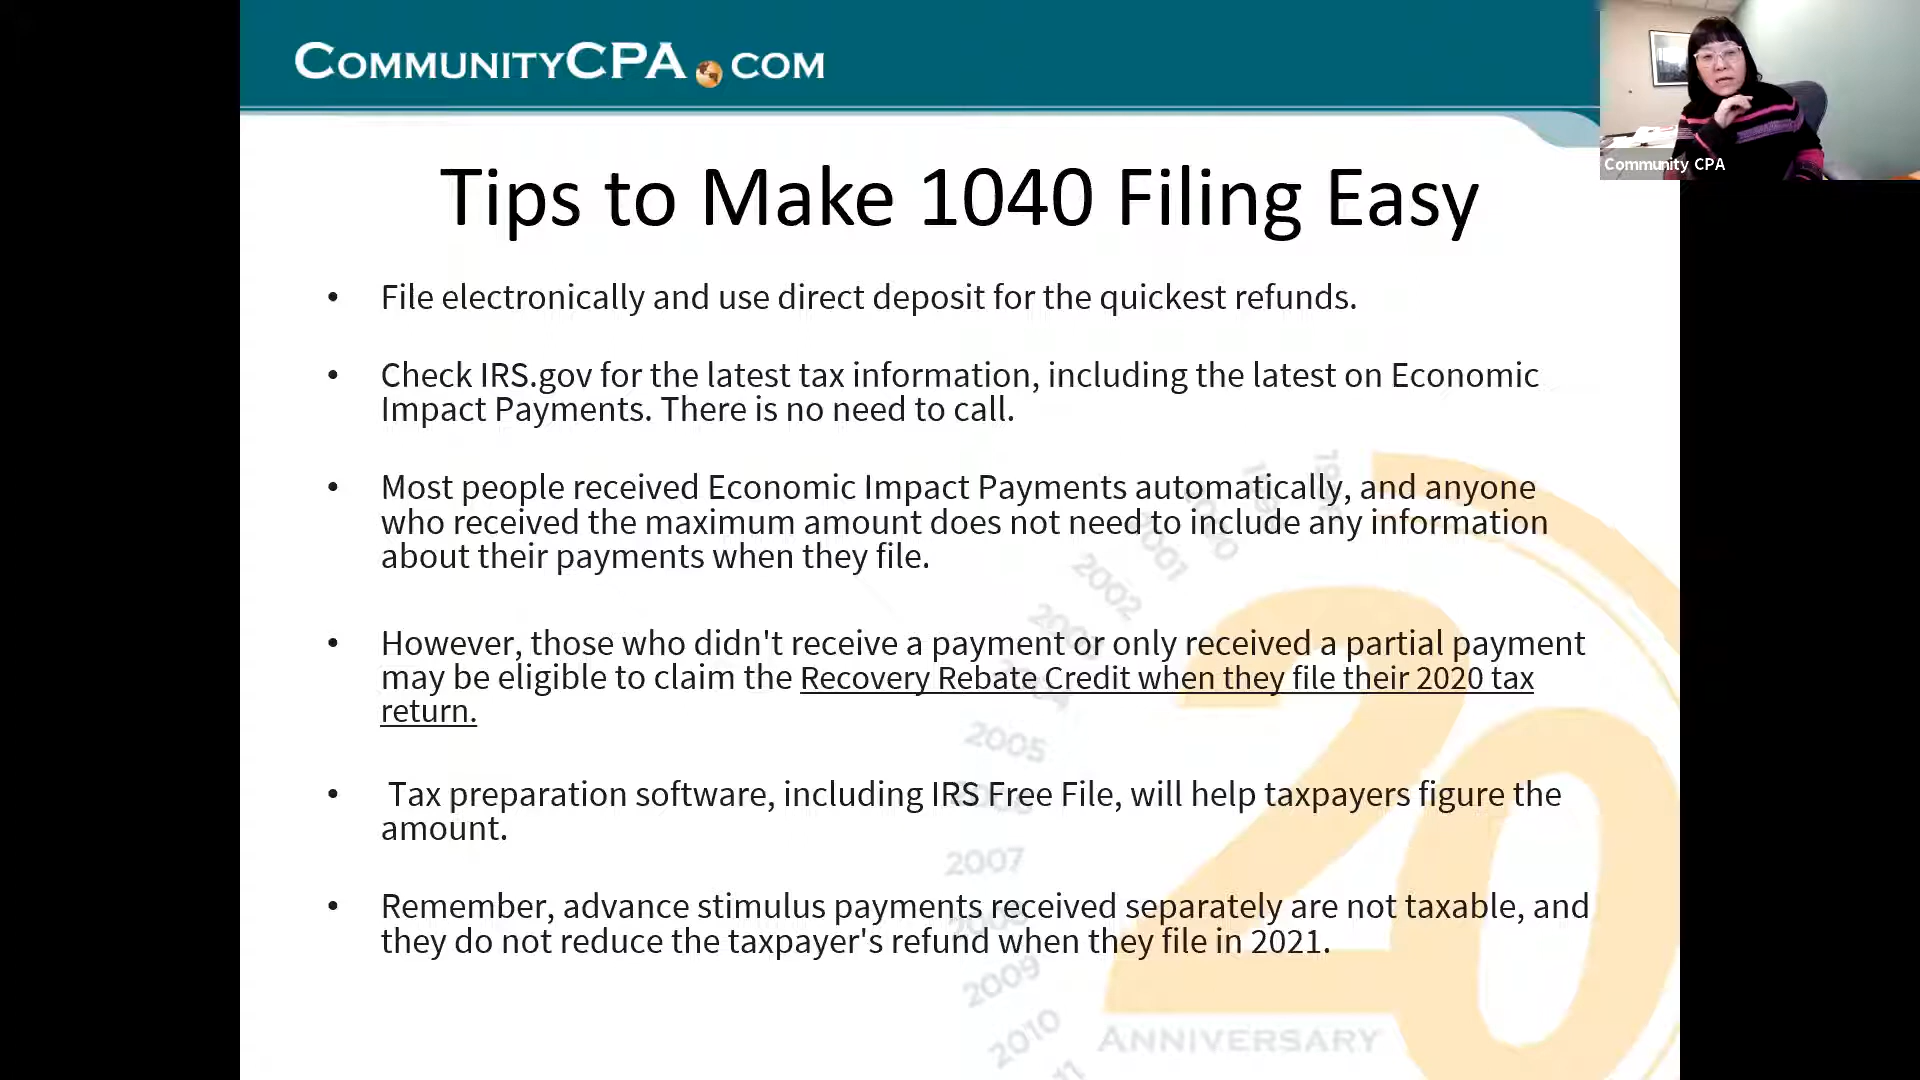 COMMUNITYCPA.COM
Community CPA
Tips to Make 1040 Filing Easy
• File electronically and use direct deposit for the quickest refunds.
• Check IRS.gov for the latest tax information, including the latest on Economic
Impact Payments. There is no need to call.
• Most people received Economic Impact Payments automatically, and anyone
who received the maximum amount does not need to include any information
about their payments when they file.
• However, those who didn't receive a payment or only received a partial payment
may be eligible to claim the Recovery Rebate Credit when they file their 2020 tax
return.
• Tax preparation software, including IRS Free File, will help taxpayers figure the
amount.
• Remember, advance stimulus payments received separately are not taxable, and
they do not reduce the taxpayer's refund when they file in 2021.
2000
2001
2002
2003
2005
2006
2007
2008
2009
2010
20
ANNIVERSARY